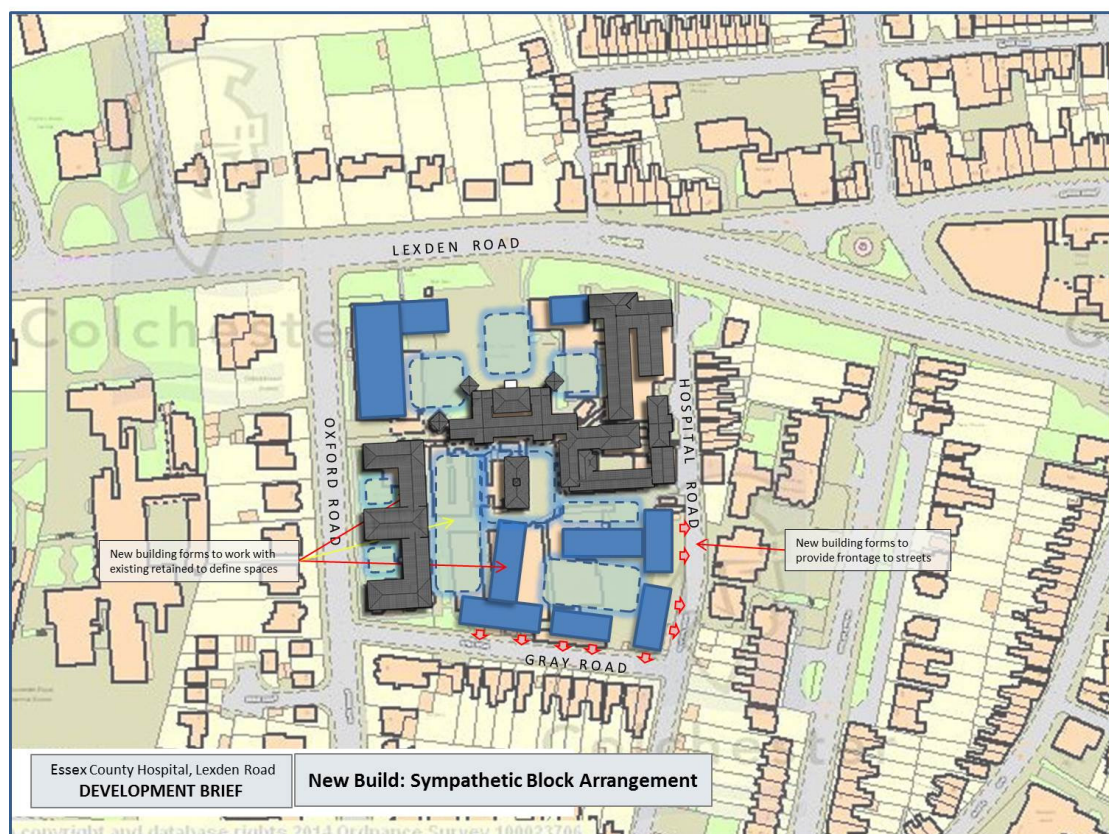 LEXDEN ROAD
Colchester
OXFORD ROAD
HOSPITAL ROAD
New building forms to work with
existing retained to define spaces
New building forms to
provide frontage to streets
GRAY ROAD
Colchester
Essex County Hospital, Lexden Road
DEVELOPMENT BRIEF
New Build: Sympathetic Block Arrangement
copyright and database rights 2014 Ordnance Survey 100023706